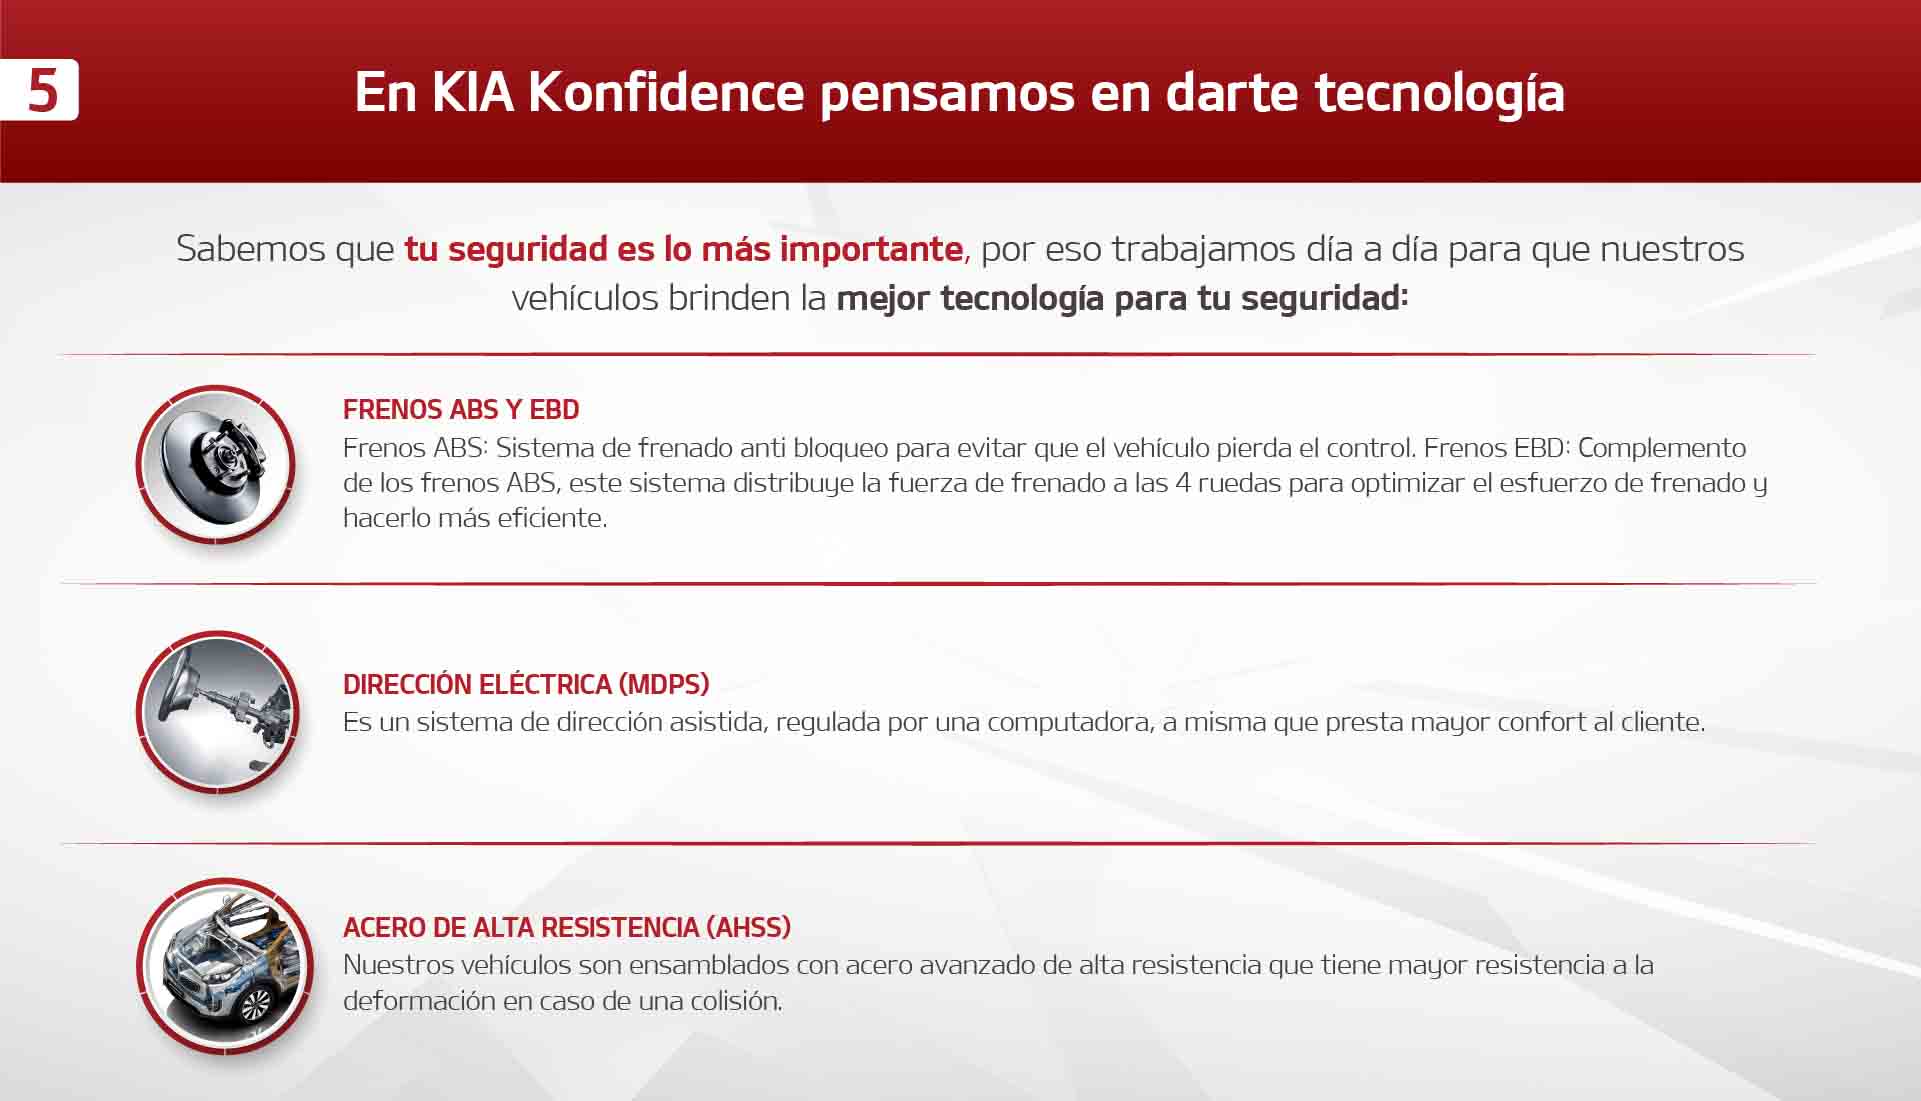 5
En KIA Konfidence pensamos en darte tecnología
Sabemos que tu seguridad es lo más importante, por eso trabajamos día a día para que nuestros
vehículos brinden la mejor tecnología para tu seguridad:
FRENOS ABS Y EBD
Frenos ABS: Sistema de frenado anti bloqueo para evitar que el vehículo pierda el control. Frenos EBD: Complemento
de los frenos ABS, este sistema distribuye la fuerza de frenado a las 4 ruedas para optimizar el esfuerzo de frenado y
hacerlo más eficiente.
DIRECCIÓN ELÉCTRICA (MDPS)
Es un sistema de dirección asistida, regulada por una computadora, a misma que presta mayor confort al cliente.
ACERO DE ALTA RESISTENCIA (AHSS)
Nuestros vehículos son ensamblados con acero avanzado de alta resistencia que tiene mayor resistencia a la
deformación en caso de una colisión.